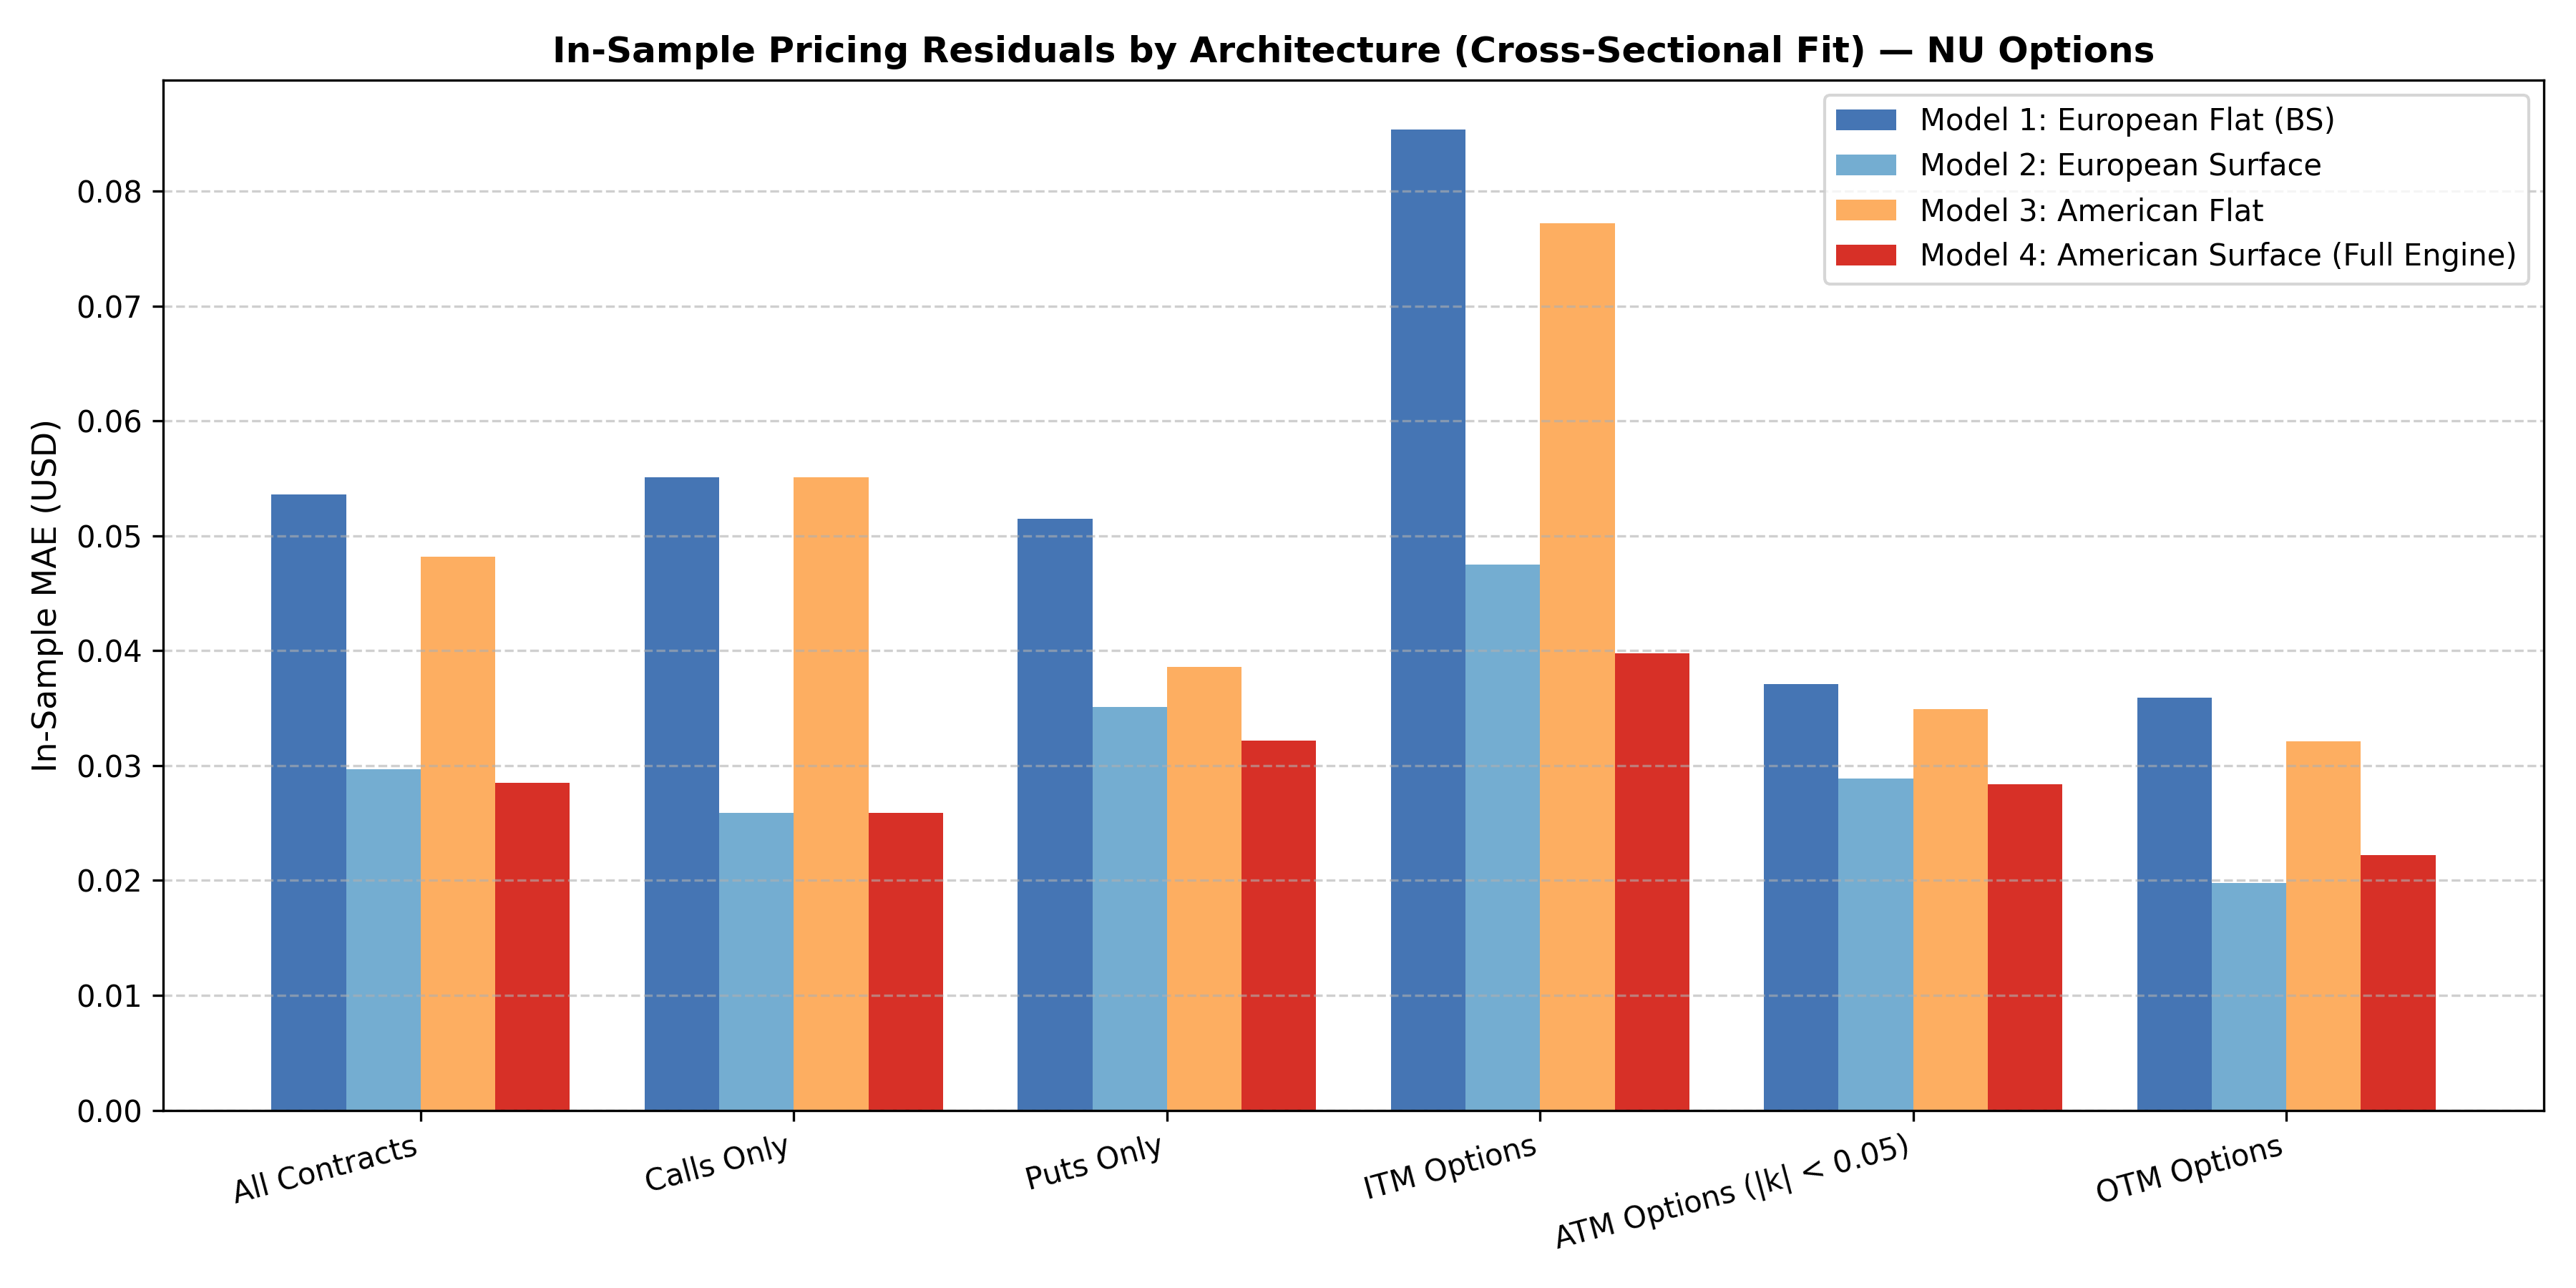 In-Sample Pricing Residuals by Architecture (Cross-Sectional Fit) — NU Options
Model 1: European Flat (BS)
Model 2: European Surface
Model 3: American Flat
Model 4: American Surface (Full Engine)
In-Sample MAE (USD)
0.08
0.07
0.06
0.05
0.04
0.03
0.02
0.01
0.00
All Contracts
Calls Only
Puts Only
ITM Options
ATM Options (|k| < 0.05)
OTM Options